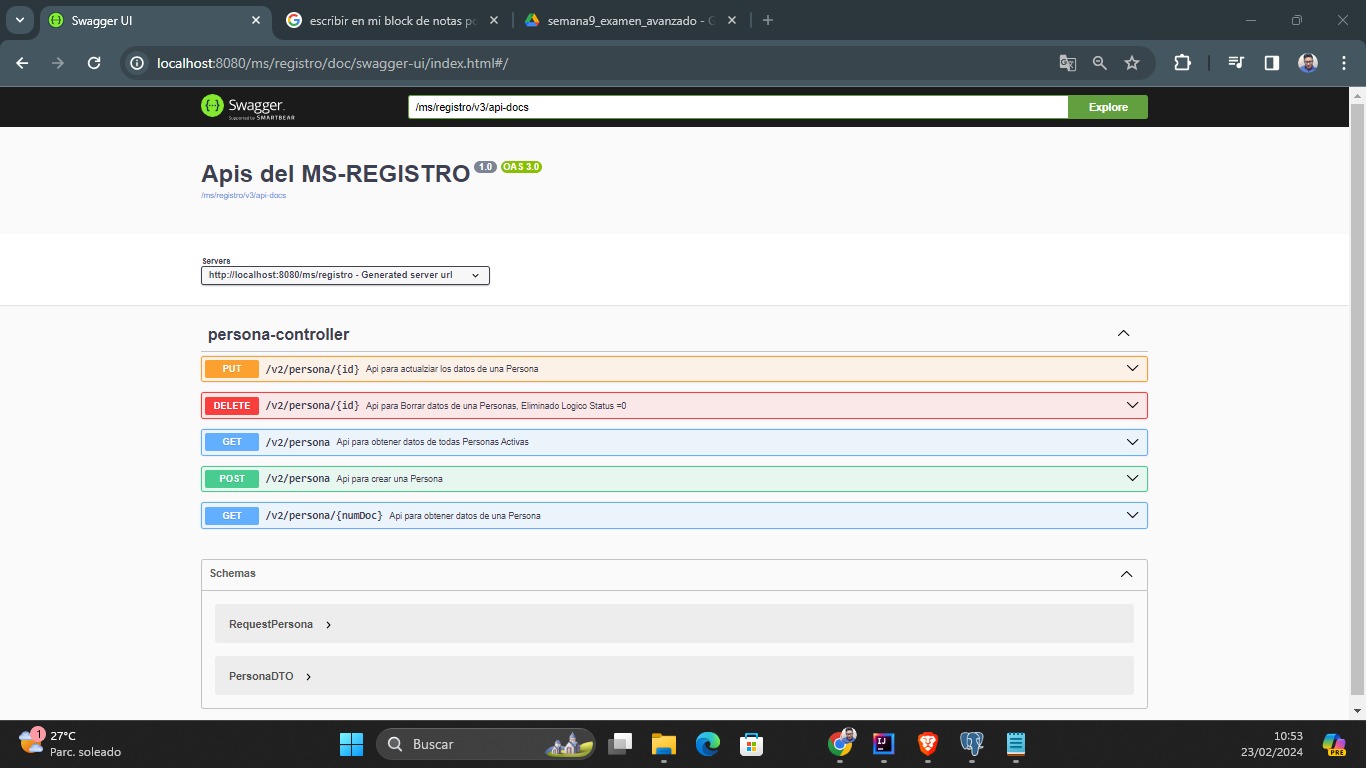 Swagger UI
escribir en mi block de notas po
semana9_examen_avanzado - G
localhost:8080/ms/registro/doc/swagger-ui/index.html#/
Swagger.
Supported by SMARTBEAR
/ms/registro/v3/api-docs
Explore
Apis del MS-REGISTRO 1.0 OAS 3.0
/ms/registro/v3/api-docs
Servers
http://localhost:8080/ms/registro - Generated server url
persona-controller
PUT /v2/persona/{id} Api para actualziar los datos de una Persona
DELETE /v2/persona/{id} Api para Borrar datos de una Personas, Eliminado Logico Status =0
GET /v2/persona Api para obtener datos de todas Personas Activas
POST /v2/persona Api para crear una Persona
GET /v2/persona/{numDoc} Api para obtener datos de una Persona
Schemas
RequestPersona
PersonaDTO
1
27°C
Parc. soleado
Buscar
IJ
10:53
23/02/2024
PRE